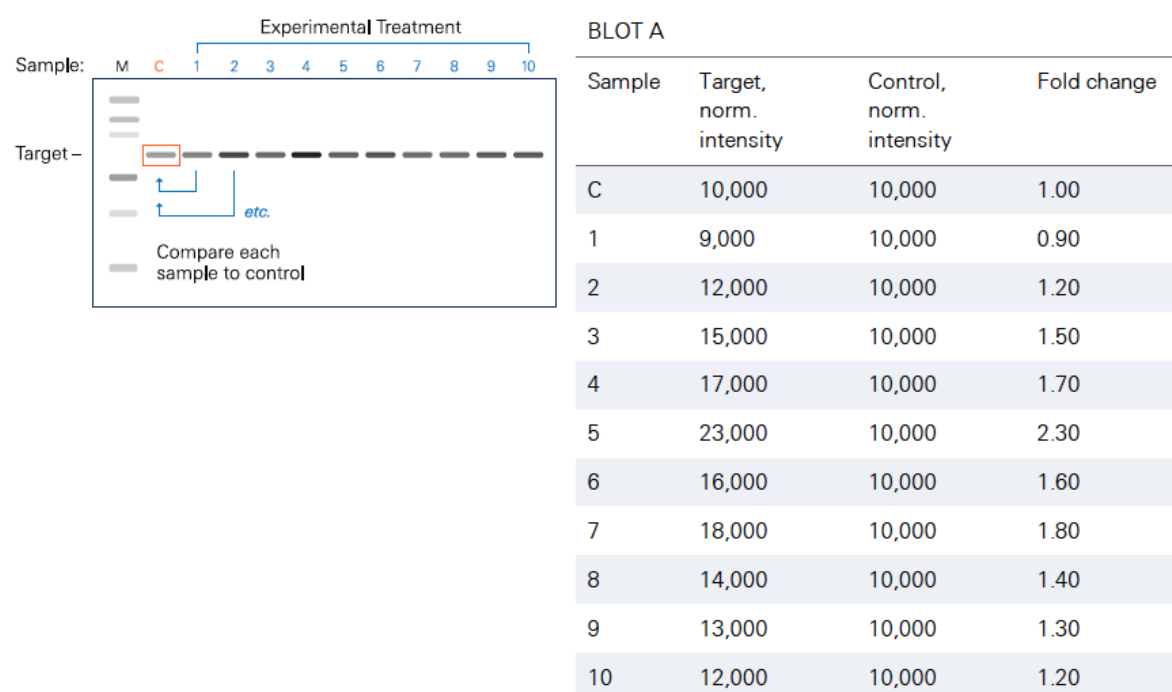 Experimental Treatment
Sample: M C 1 2 3 4 5 6 7 8 9 10
Target –
etc.
Compare each
sample to control
BLOT A
Sample Target, Control, Fold change
norm. norm.
intensity intensity
C 10,000 10,000 1.00
1 9,000 10,000 0.90
2 12,000 10,000 1.20
3 15,000 10,000 1.50
4 17,000 10,000 1.70
5 23,000 10,000 2.30
6 16,000 10,000 1.60
7 18,000 10,000 1.80
8 14,000 10,000 1.40
9 13,000 10,000 1.30
10 12,000 10,000 1.20